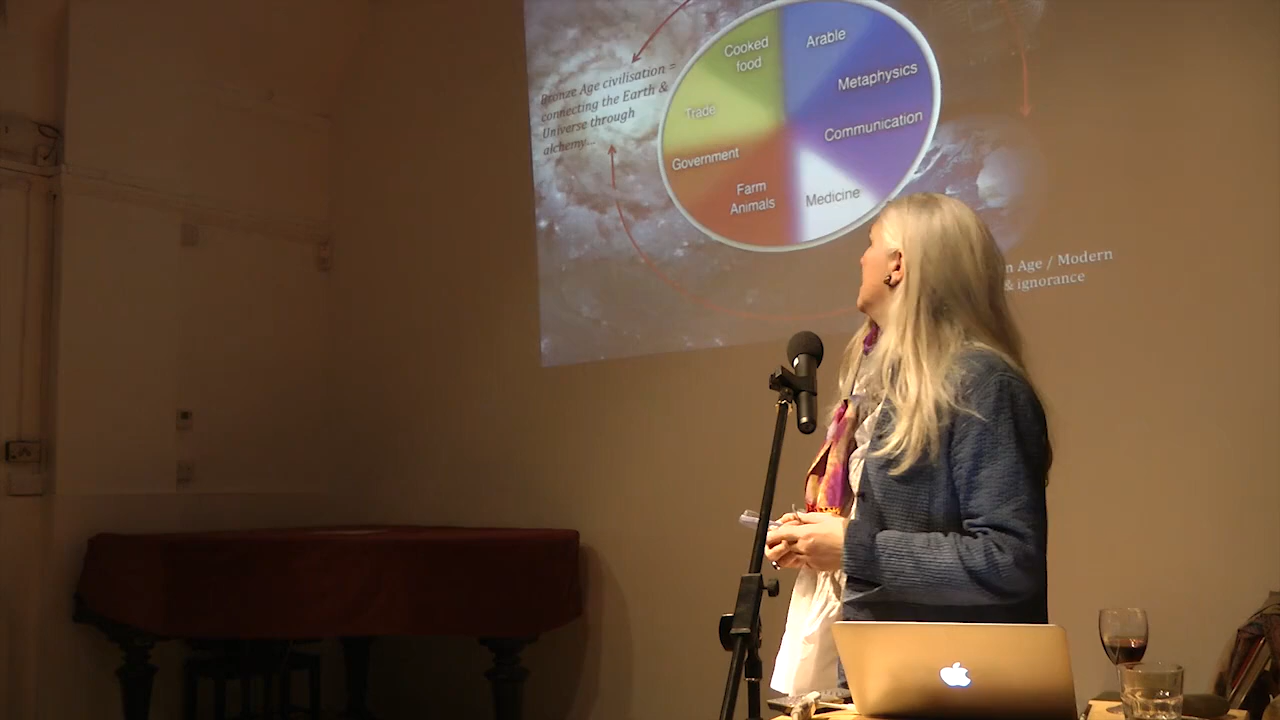 Bronze Age civilisation =
connecting the Earth &
Universe through
alchemy...
Cooked
food
Arable
Metaphysics
Trade
Communication
Government
Farm
Animals
Medicine
Age / Modern
& ignorance